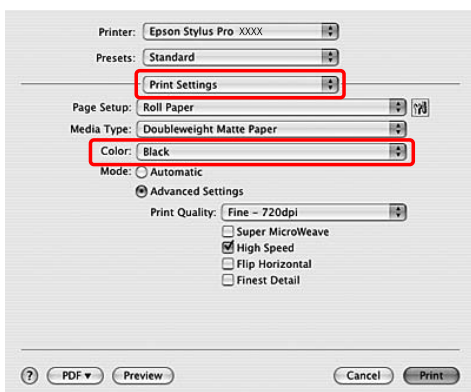 Printer: Epson Stylus Pro XXXX
Presets: Standard
Print Settings
Page Setup: Roll Paper
Media Type: Doubleweight Matte Paper
Color: Black
Mode: Automatic
Advanced Settings
Print Quality: Fine - 720dpi
Super MicroWeave
High Speed
Flip Horizontal
Finest Detail
? PDF ▾ Preview Cancel Print